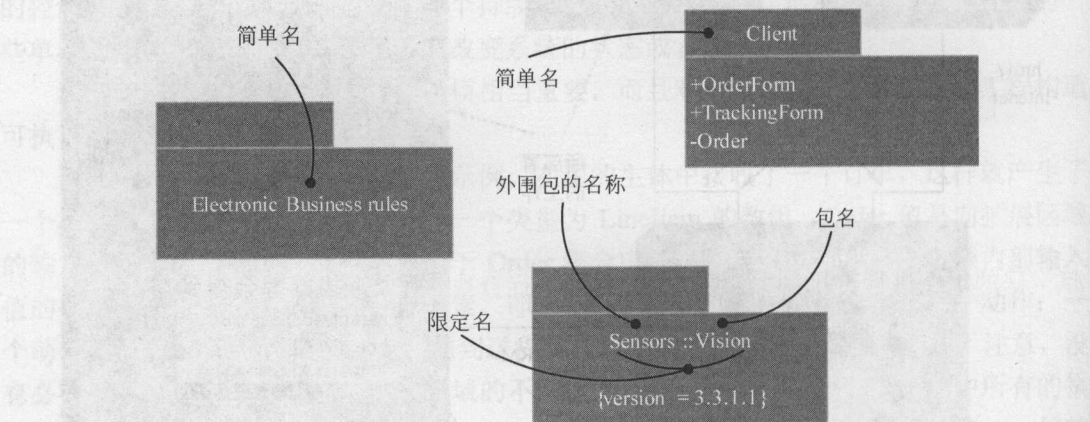 简单名
Client
简单名
+OrderForm
+TrackingForm
-Order
外围包的名称
Electronic Business rules
包名
限定名
Sensors ::Vision
{version = 3.3.1.1}